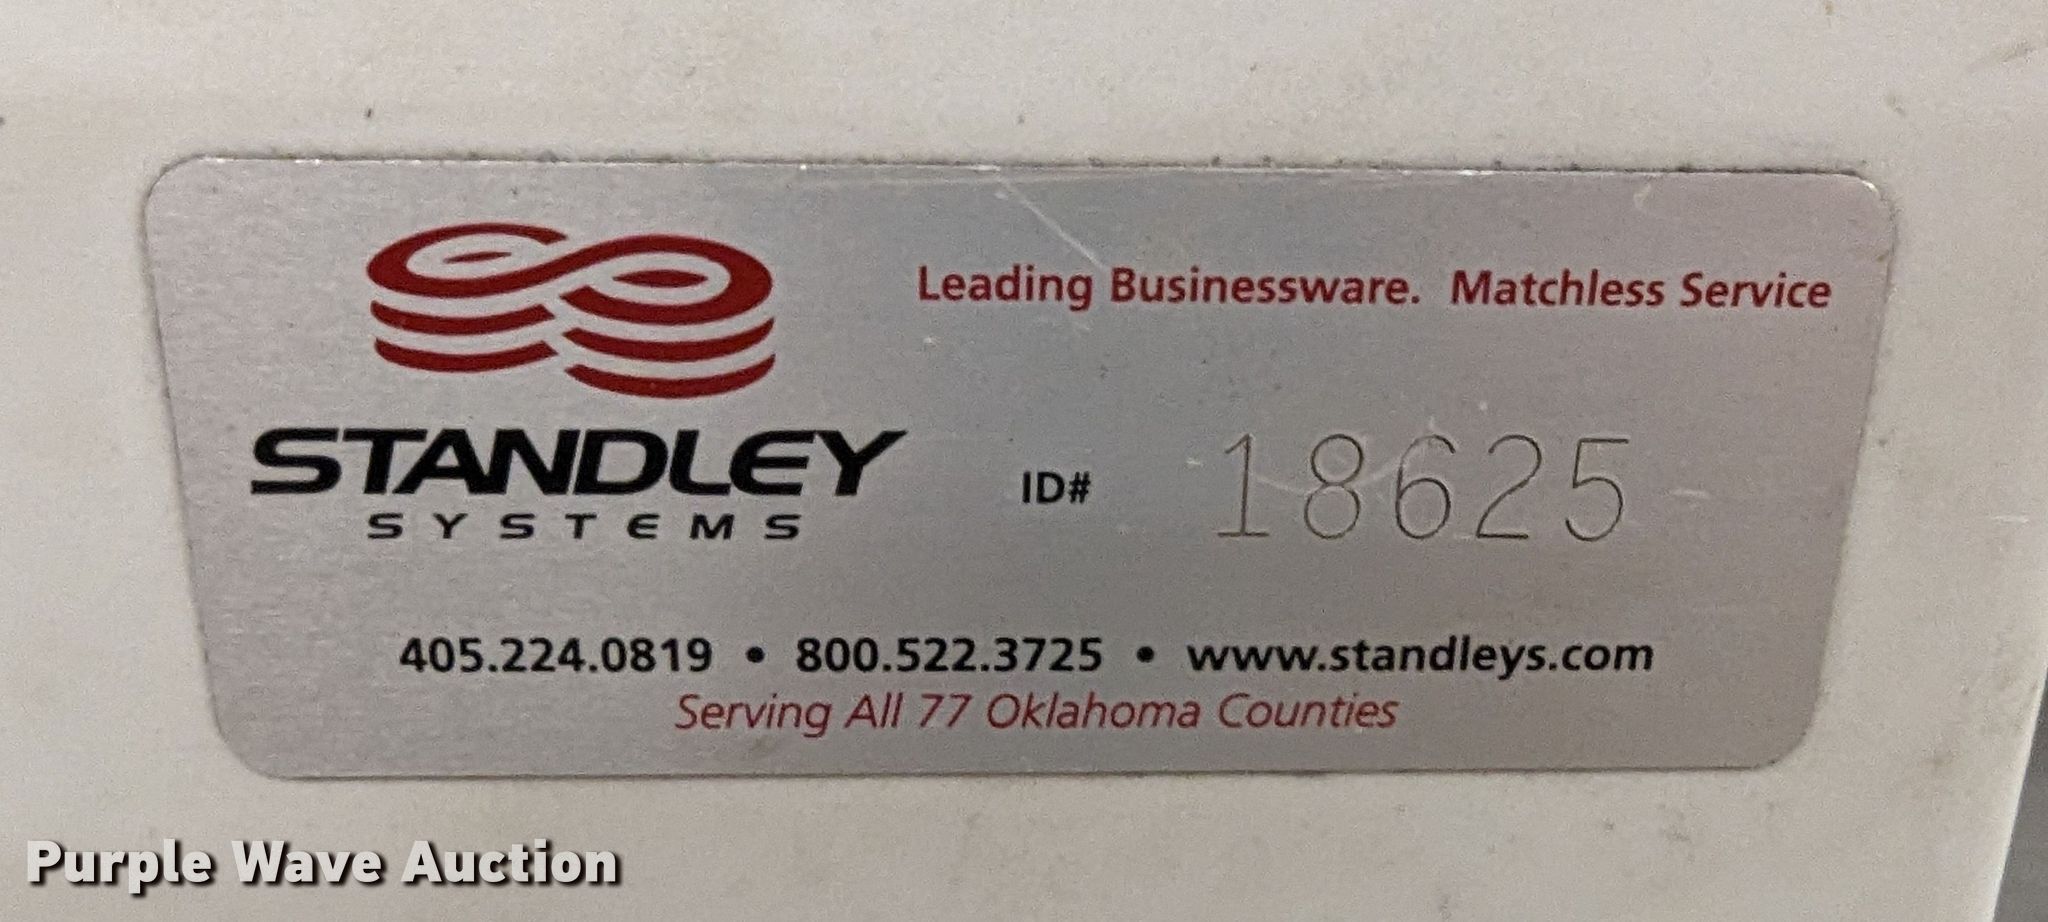 Leading Businessware. Matchless Service
STANDLEY
SYSTEMS
ID# 18625
405.224.0819 • 800.522.3725 • www.standleys.com
Serving All 77 Oklahoma Counties
Purple Wave Auction